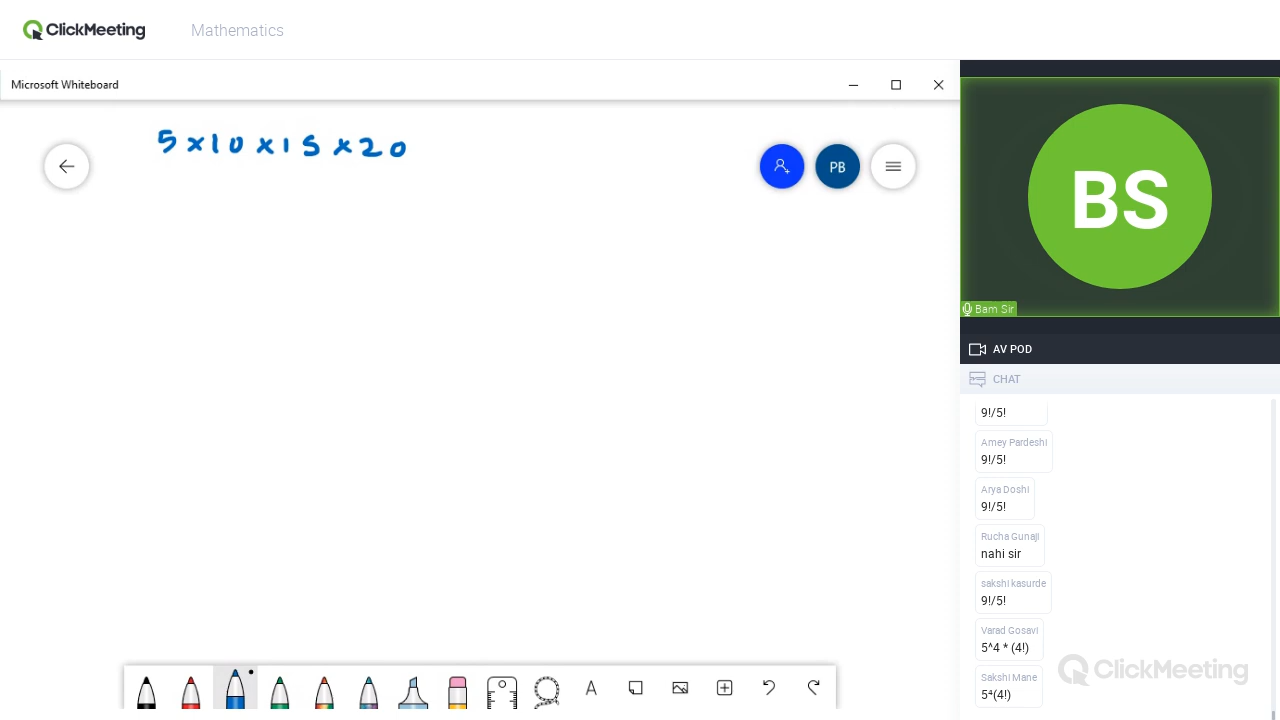 ClickMeeting
Mathematics
Microsoft Whiteboard
5 x 10 x 15 x 20
PB
BS
Bam Sir
AV POD
CHAT
9!/5!
Amey Pardeshi
9!/5!
Arya Doshi
9!/5!
Rucha Gunaji
nahi sir
sakshi kasurde
9!/5!
Varad Gosavi
5^4 * (4!)
Sakshi Mane
5⁴(4!)
ClickMeeting
A